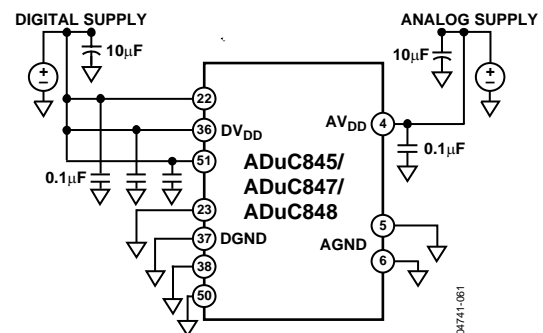 DIGITAL SUPPLY
ANALOG SUPPLY
10µF
10µF
22
4
AVDD
36
DVDD
51
0.1µF
0.1µF
ADuC845/
ADuC847/
ADuC848
23
5
37
DGND
AGND
38
6
50
04741-061